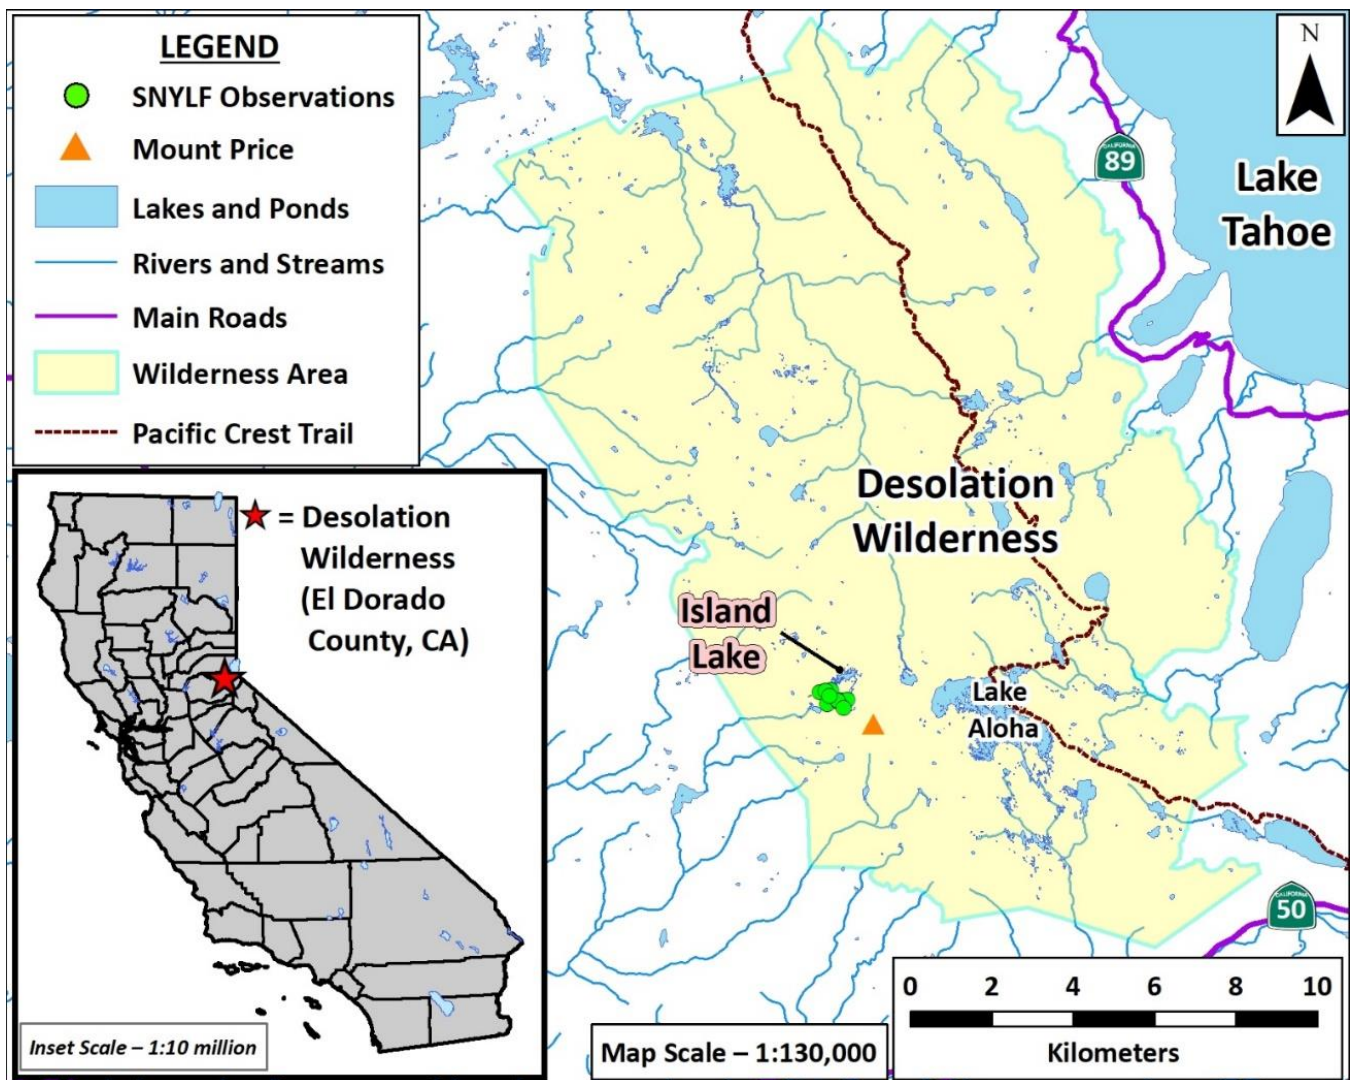 LEGEND
SNYLF Observations
Mount Price
Lakes and Ponds
Rivers and Streams
Main Roads
Wilderness Area
Pacific Crest Trail
N
CALIFORNIA
89
Lake
Tahoe
Desolation
Wilderness
Island
Lake
Lake
Aloha
CALIFORNIA
50
= Desolation
Wilderness
(El Dorado
County, CA)
Inset Scale – 1:10 million
Map Scale – 1:130,000
0 2 4 6 8 10
Kilometers